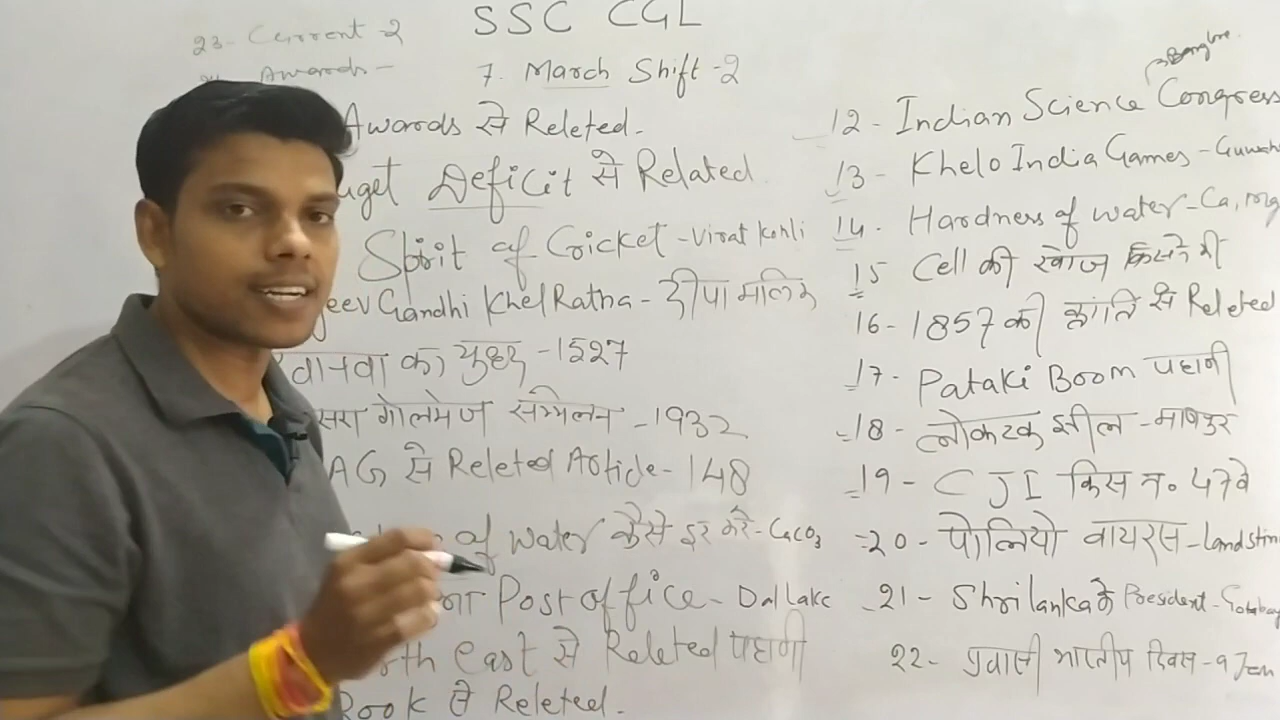 SSC CGL
7. March Shift-2
23- Current-2
Awards-
Awards से Releted.
uget Deficit से Related
Spirit of Cricket-Virat Kohli
jeev Gandhi Khel Ratna- दीपा मलिक
वानवा का युद्ध -1527
सरा गोलमेज सम्मेलन -1932
AG से Releted Article-148
of water कैसे दूर करे-CaCO3
Post office- Dal Lake
rth East से Releted पहाणी
Book से Releted.
Banglore
12- Indian Science Congress
13- Khelo India Games-Guwah
14. Hardness of water-Ca, mg
15 Cell की खोज किसने की
16-1857 की क्रांति से Releted
17- Pataki Boom पहाणी
18- लोकटक झील-मणिपुर
19- CJI किस न० 47वे
20- पोलियो वायरस-Landstin
21- Shrilanka के President-Gotabay
22- प्रवासी भारतीय दिवस-9 Jan